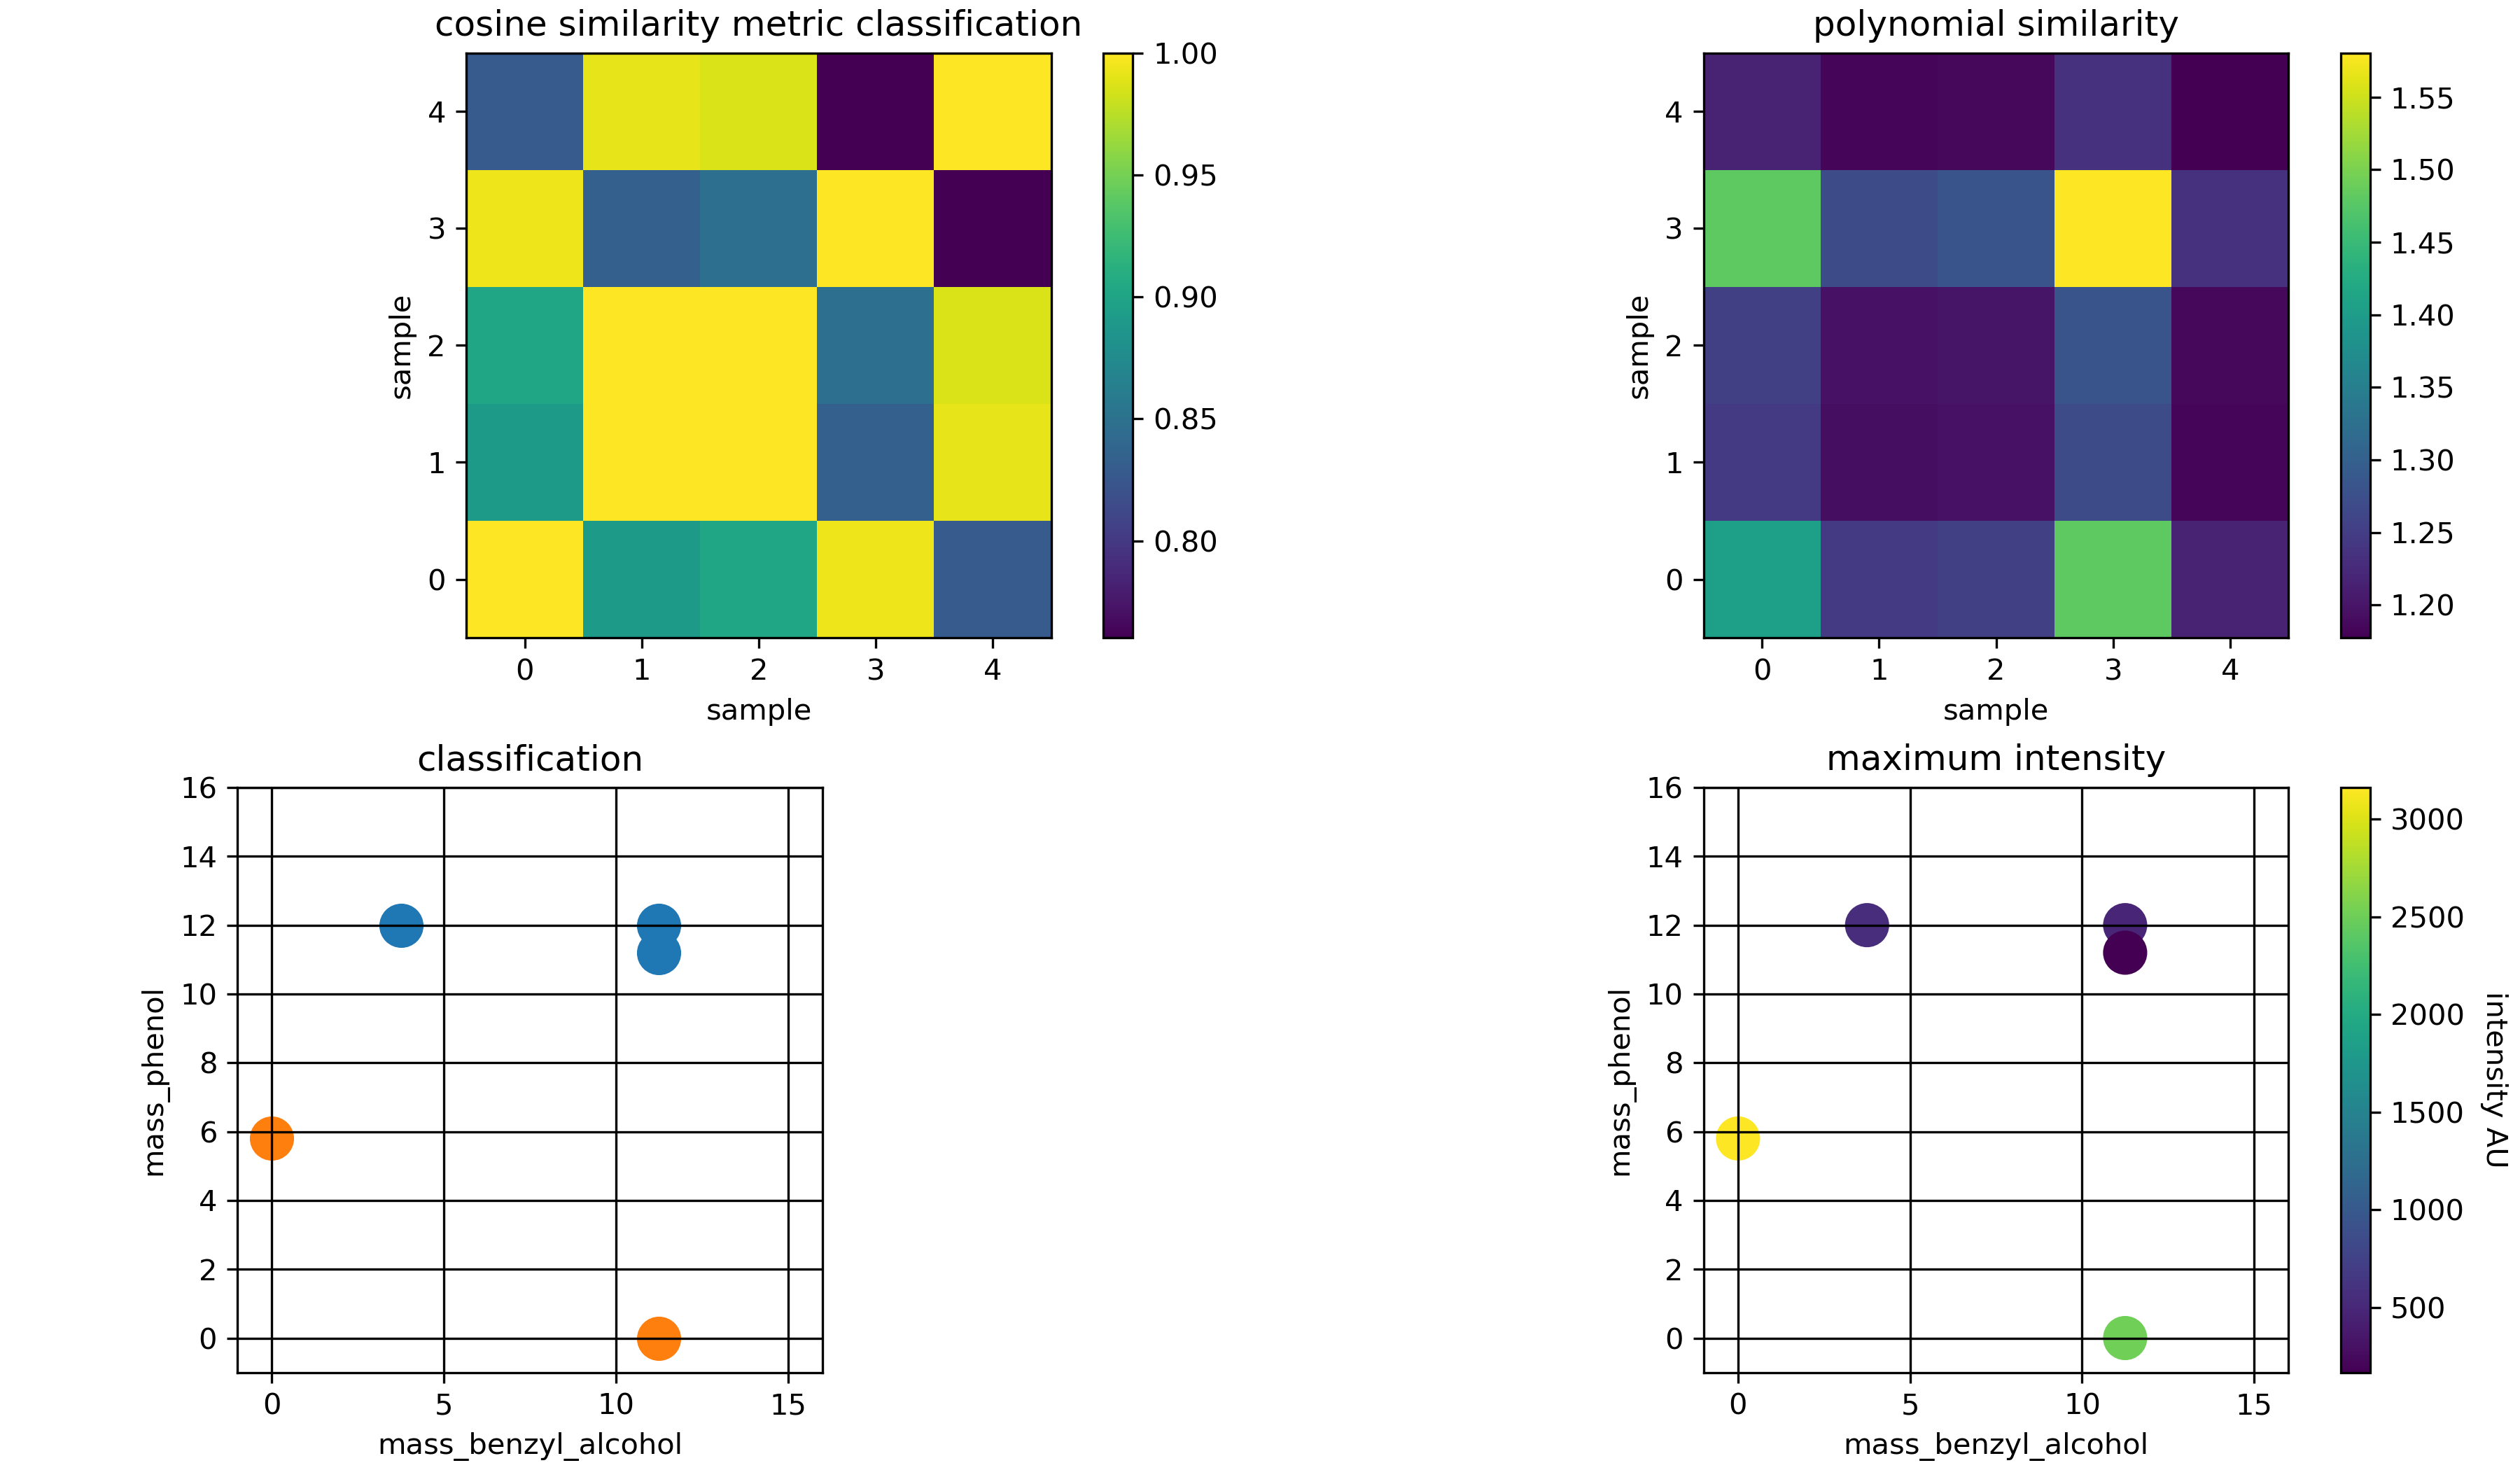 cosine similarity metric classification
4
3
2
1
0
sample
0 1 2 3 4
sample
1.00
0.95
0.90
0.85
0.80
polynomial similarity
4
3
2
1
0
sample
0 1 2 3 4
sample
1.55
1.50
1.45
1.40
1.35
1.30
1.25
1.20
classification
16
14
12
10
8
6
4
2
0
mass_phenol
0 5 10 15
mass_benzyl_alcohol
maximum intensity
16
14
12
10
8
6
4
2
0
mass_phenol
0 5 10 15
mass_benzyl_alcohol
3000
2500
2000
1500
1000
500
intensity AU